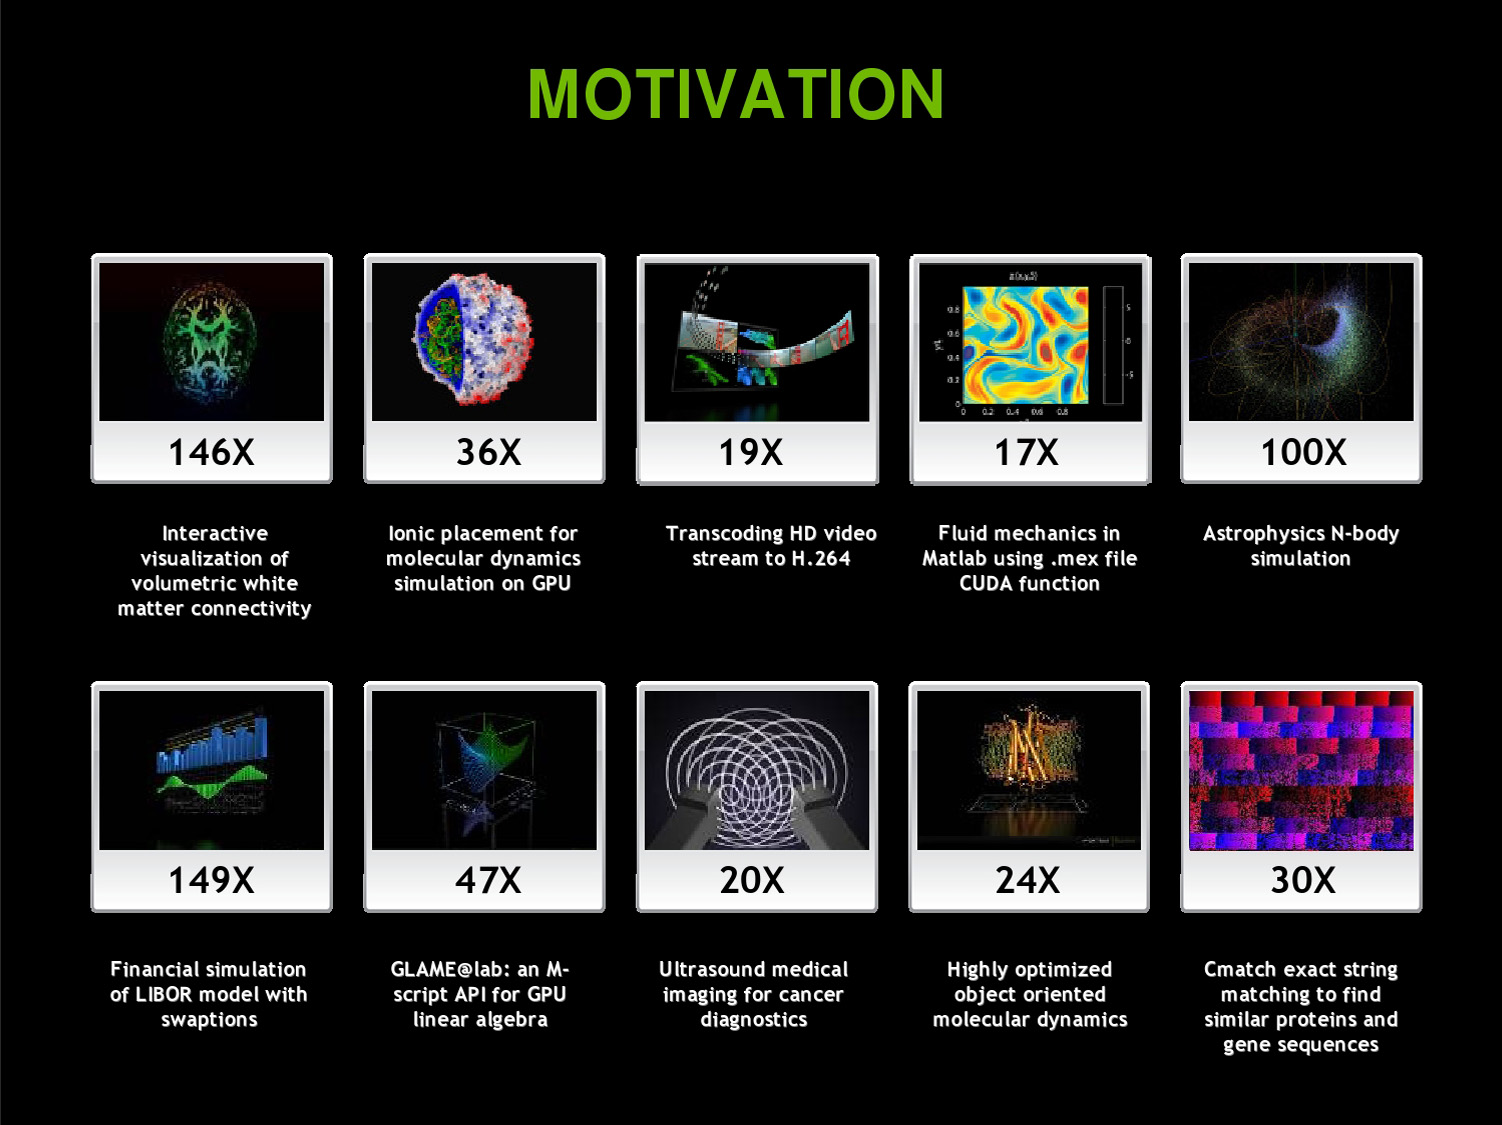 MOTIVATION
146X
36X
19X
17X
100X
Interactive
visualization of
volumetric white
matter connectivity
Ionic placement for
molecular dynamics
simulation on GPU
Transcoding HD video
stream to H.264
Fluid mechanics in
Matlab using .mex file
CUDA function
Astrophysics N-body
simulation
149X
47X
20X
24X
30X
Financial simulation
of LIBOR model with
swaptions
GLAME@lab: an M-
script API for GPU
linear algebra
Ultrasound medical
imaging for cancer
diagnostics
Highly optimized
object oriented
molecular dynamics
Cmatch exact string
matching to find
similar proteins and
gene sequences